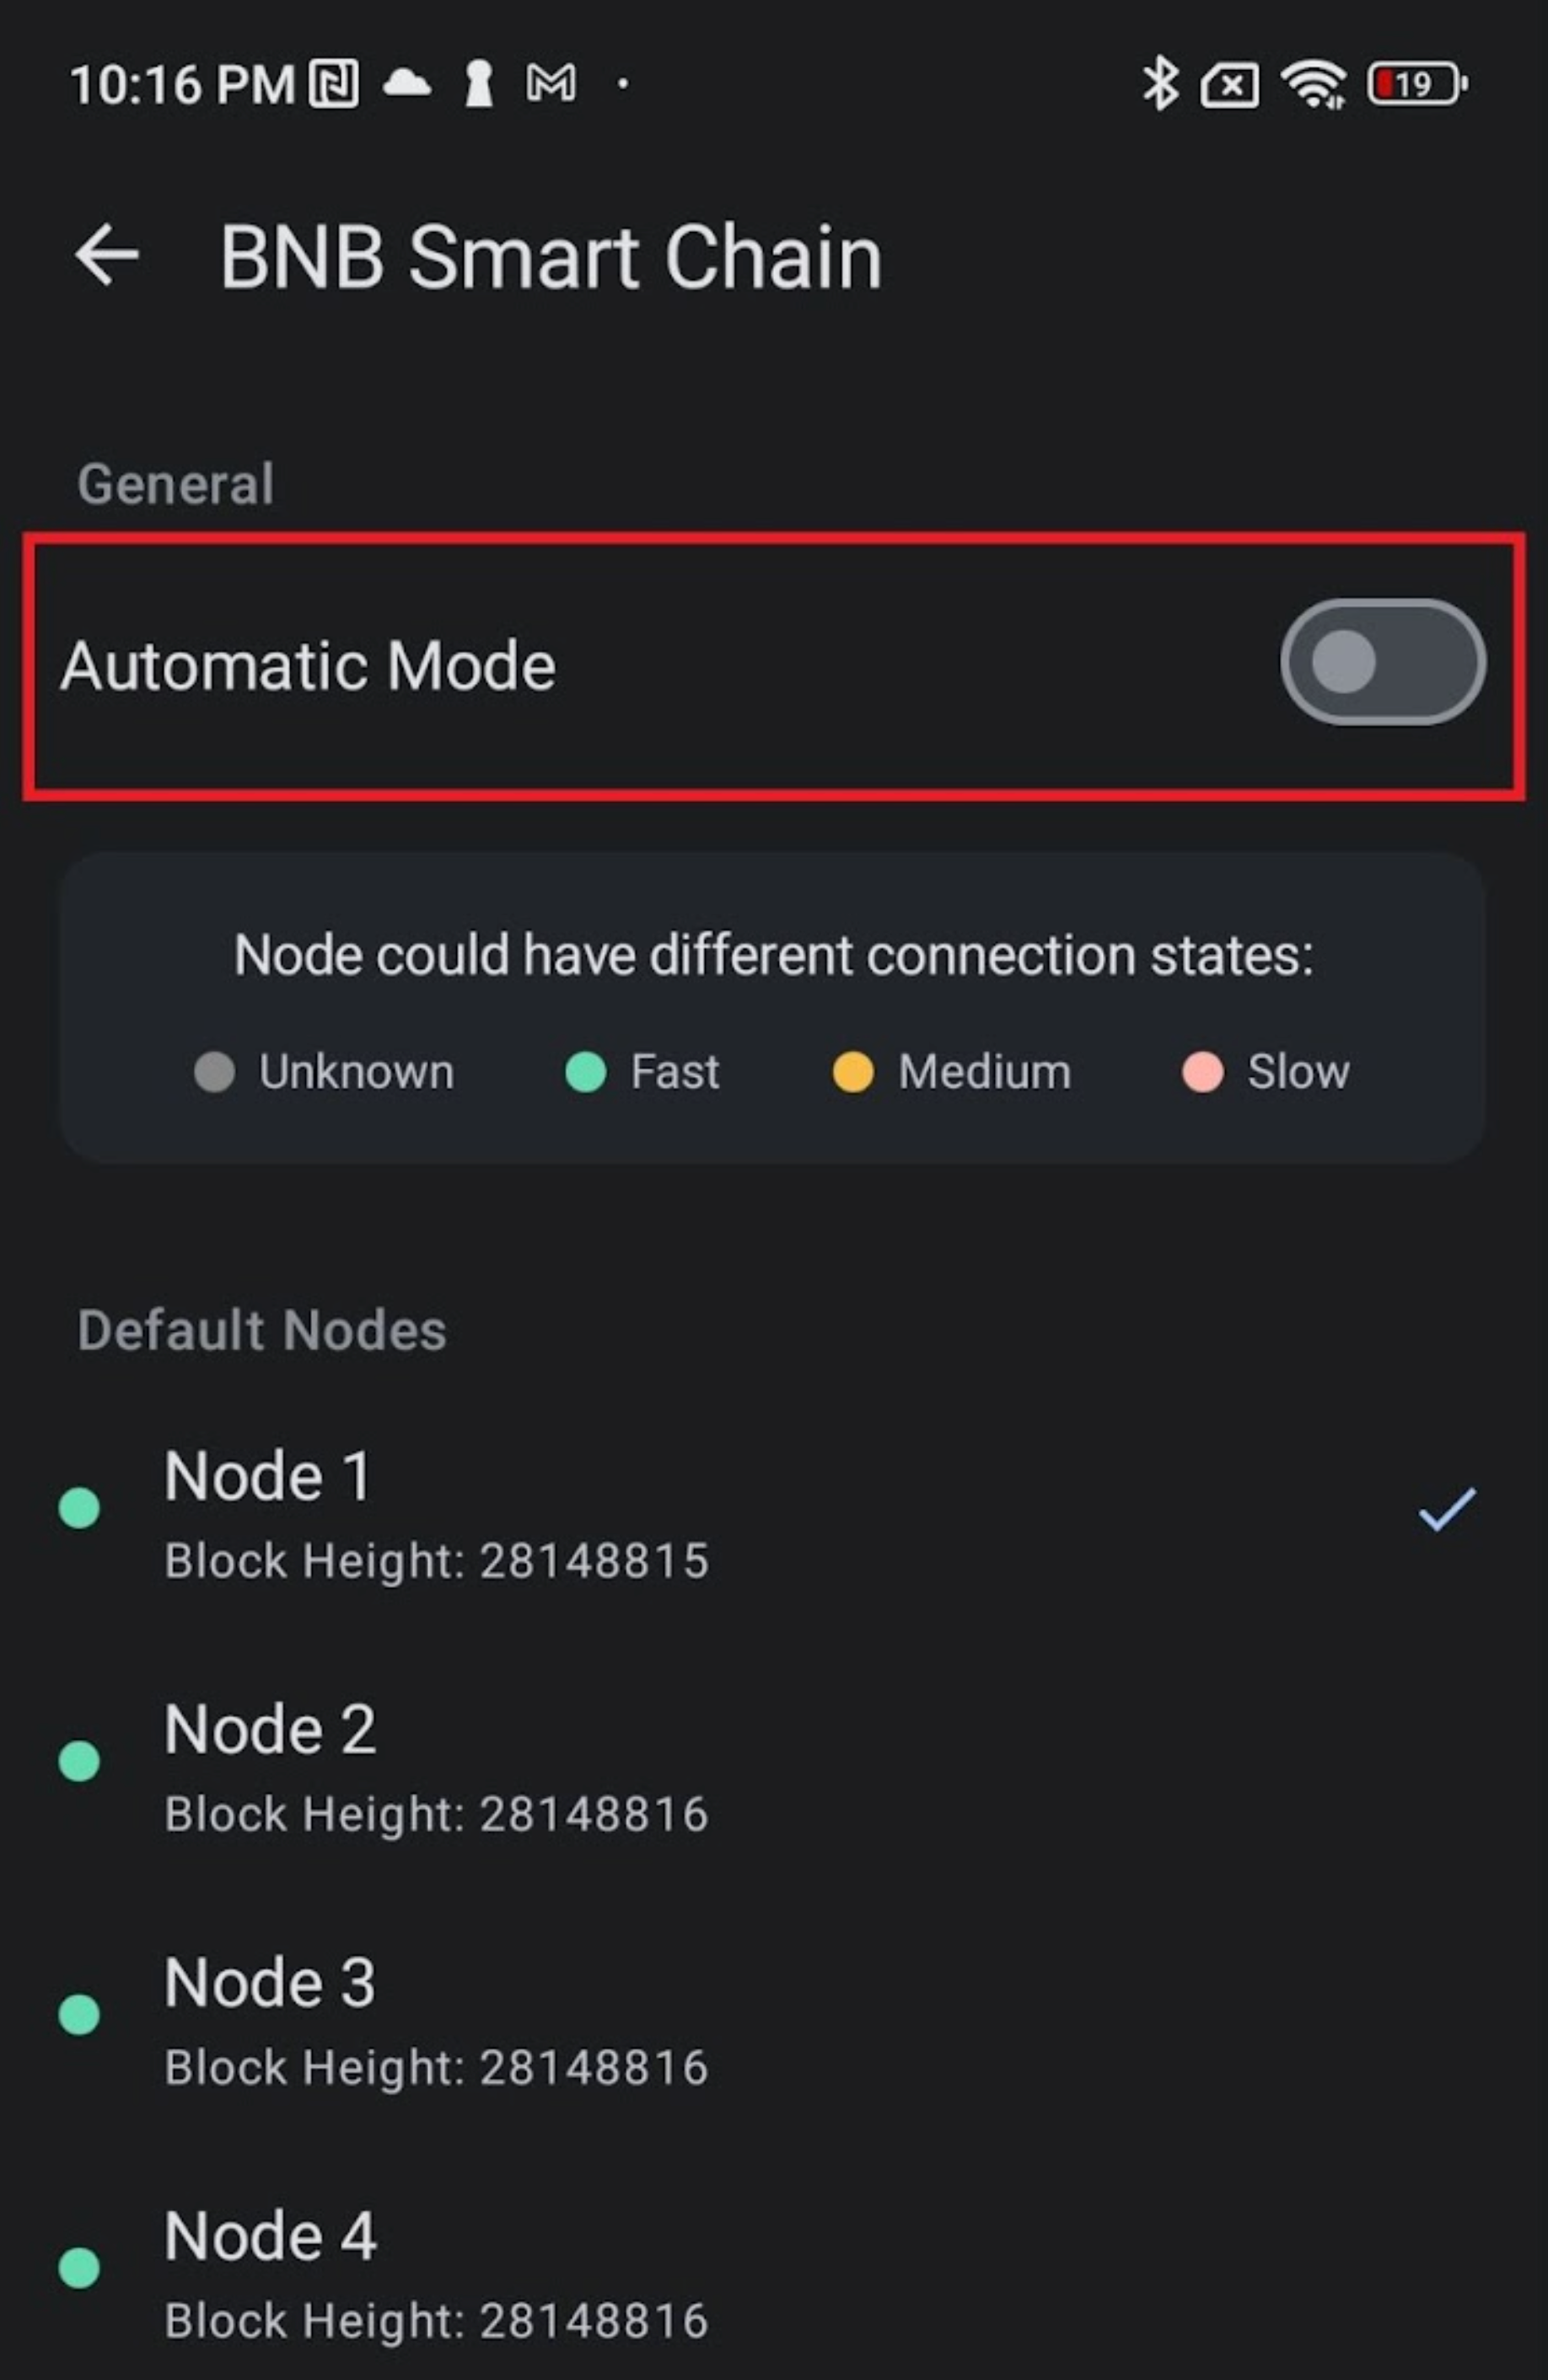 10:16 PM
19
BNB Smart Chain
General
Automatic Mode
Node could have different connection states:
Unknown Fast Medium Slow
Default Nodes
Node 1
Block Height: 28148815
Node 2
Block Height: 28148816
Node 3
Block Height: 28148816
Node 4
Block Height: 28148816